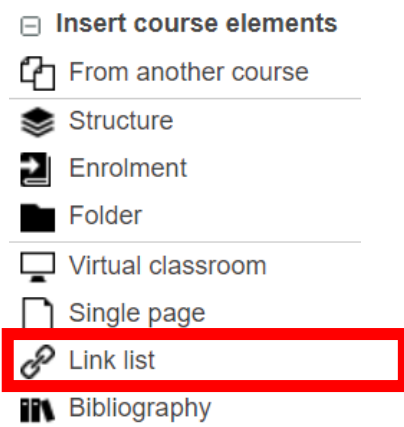 Insert course elements
From another course
Structure
Enrolment
Folder
Virtual classroom
Single page
Link list
Bibliography